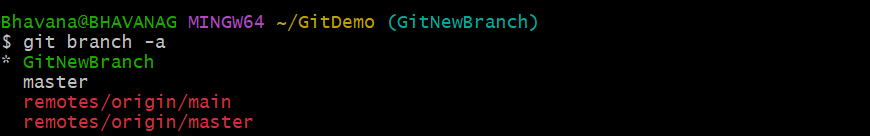 Bhavana@BHAVANAG MINGW64 ~/GitDemo (GitNewBranch)
$ git branch -a
* GitNewBranch
  master
  remotes/origin/main
  remotes/origin/master